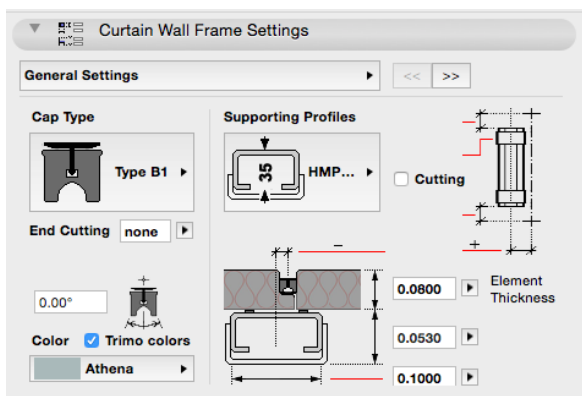 Curtain Wall Frame Settings
General Settings
<< >>
Cap Type
Supporting Profiles
Type B1
35
HMP...
Cutting
End Cutting none
0.00°
0.0800
Element
Thickness
Color Trimo colors
0.0530
Athena
0.1000